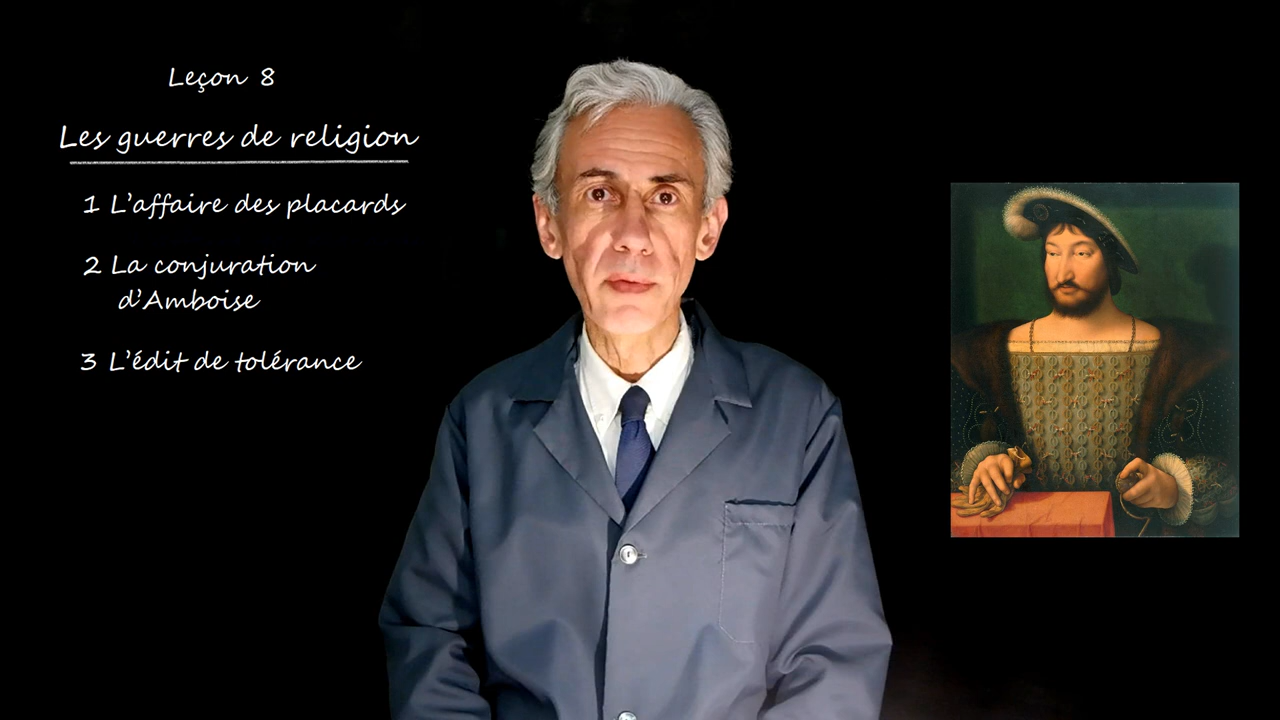 Leçon 8
Les guerres de religion
1 L'affaire des placards
2 La conjuration
d'Amboise
3 L'édit de tolérance